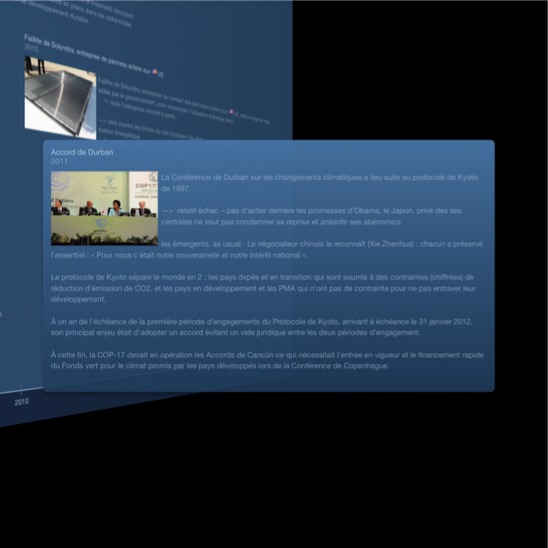 développement durable.
Faillite de Solyndra, entreprise de panneau solaire aux US
2010
Accord de Durban
2011
COP17/
La Conférence de Durban sur les changements climatiques a lieu suite au protocole de Kyoto
de 1997,
—> relatif échec – pas d'actes derrière les promesses d'Obama, le Japon, privé des ses
centrales ne veut pas condamner sa reprise et anéantir ses abénomics
les émergents, as usual : Le négociateur chinois le reconnaît (Xie Zhenhua) : chacun a préservé
l'essentiel : « Pour nous c'était notre souveraineté et notre intérêt national ».
Le protocole de Kyoto sépare le monde en 2 : les pays dvpés et en transition qui sont soumis à des contraintes (chiffrées) de
réduction d'émission de CO2, et les pays en développement et les PMA qui n'ont pas de contrainte pour ne pas entraver leur
développement.
À un an de l'échéance de la première période d'engagements du Protocole de Kyoto, arrivant à échéance le 31 janvier 2012,
son principal enjeu était d'adopter un accord évitant un vide juridique entre les deux périodes d'engagement.
À cette fin, la COP-17 devait en opération les Accords de Cancún ce qui nécessitait l'entrée en vigueur et le financement rapide
du Fonds vert pour le climat promis par les pays développés lors de la Conférence de Copenhague.
2010